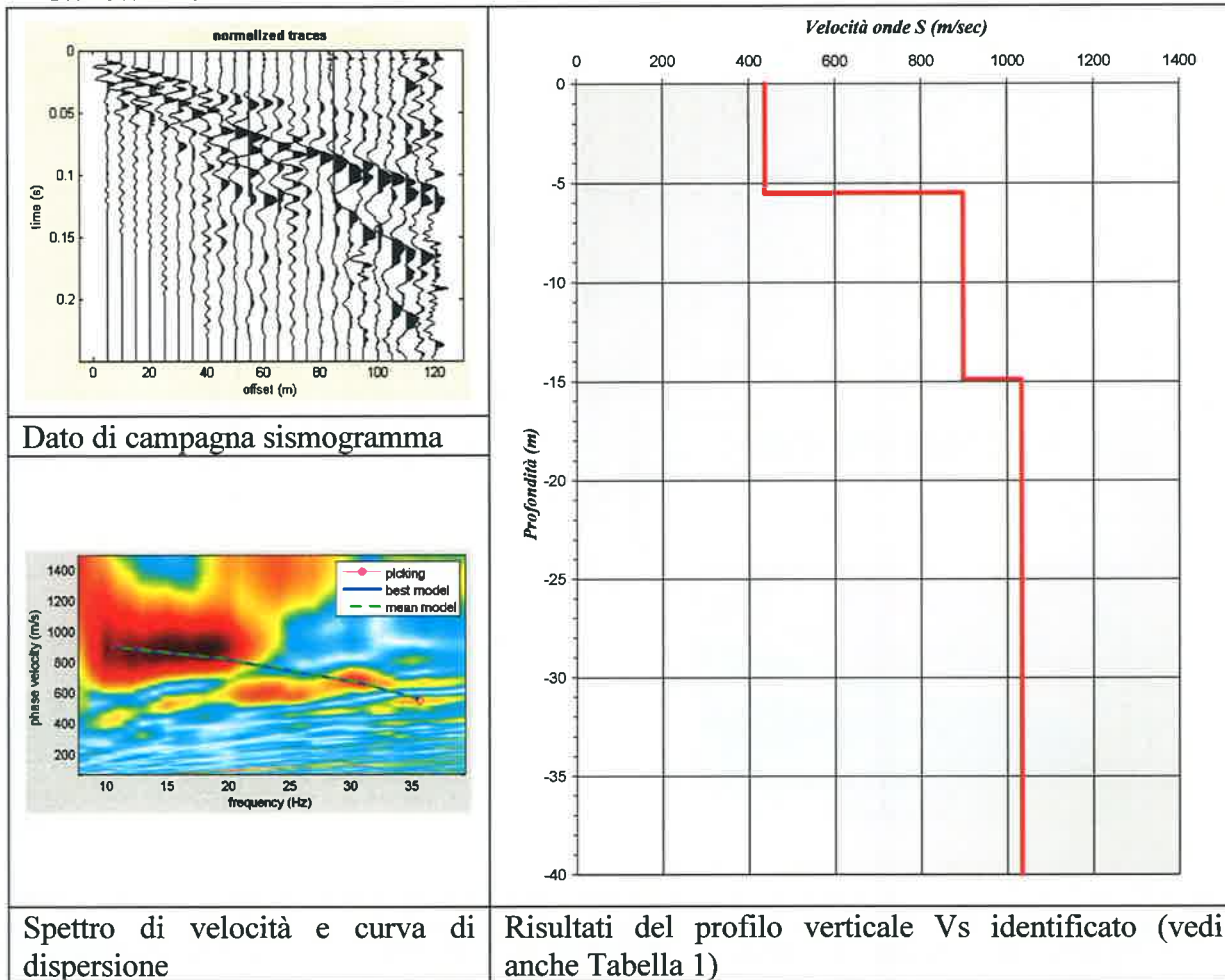 normalized traces
0
0.05
0.1
0.15
0.2
time (s)
0 20 40 60 80 100 120
offset (m)
Dato di campagna sismogramma
1400
1200
1000
800
600
400
200
phase velocity (m/s)
picking
best model
mean model
10 15 20 25 30 35
frequency (Hz)
Spettro di velocità e curva di
dispersione
Velocità onde S (m/sec)
0 200 400 600 800 1000 1200 1400
0
-5
-10
-15
-20
-25
-30
-35
-40
Profondità (m)
Risultati del profilo verticale Vs identificato (vedi
anche Tabella 1)